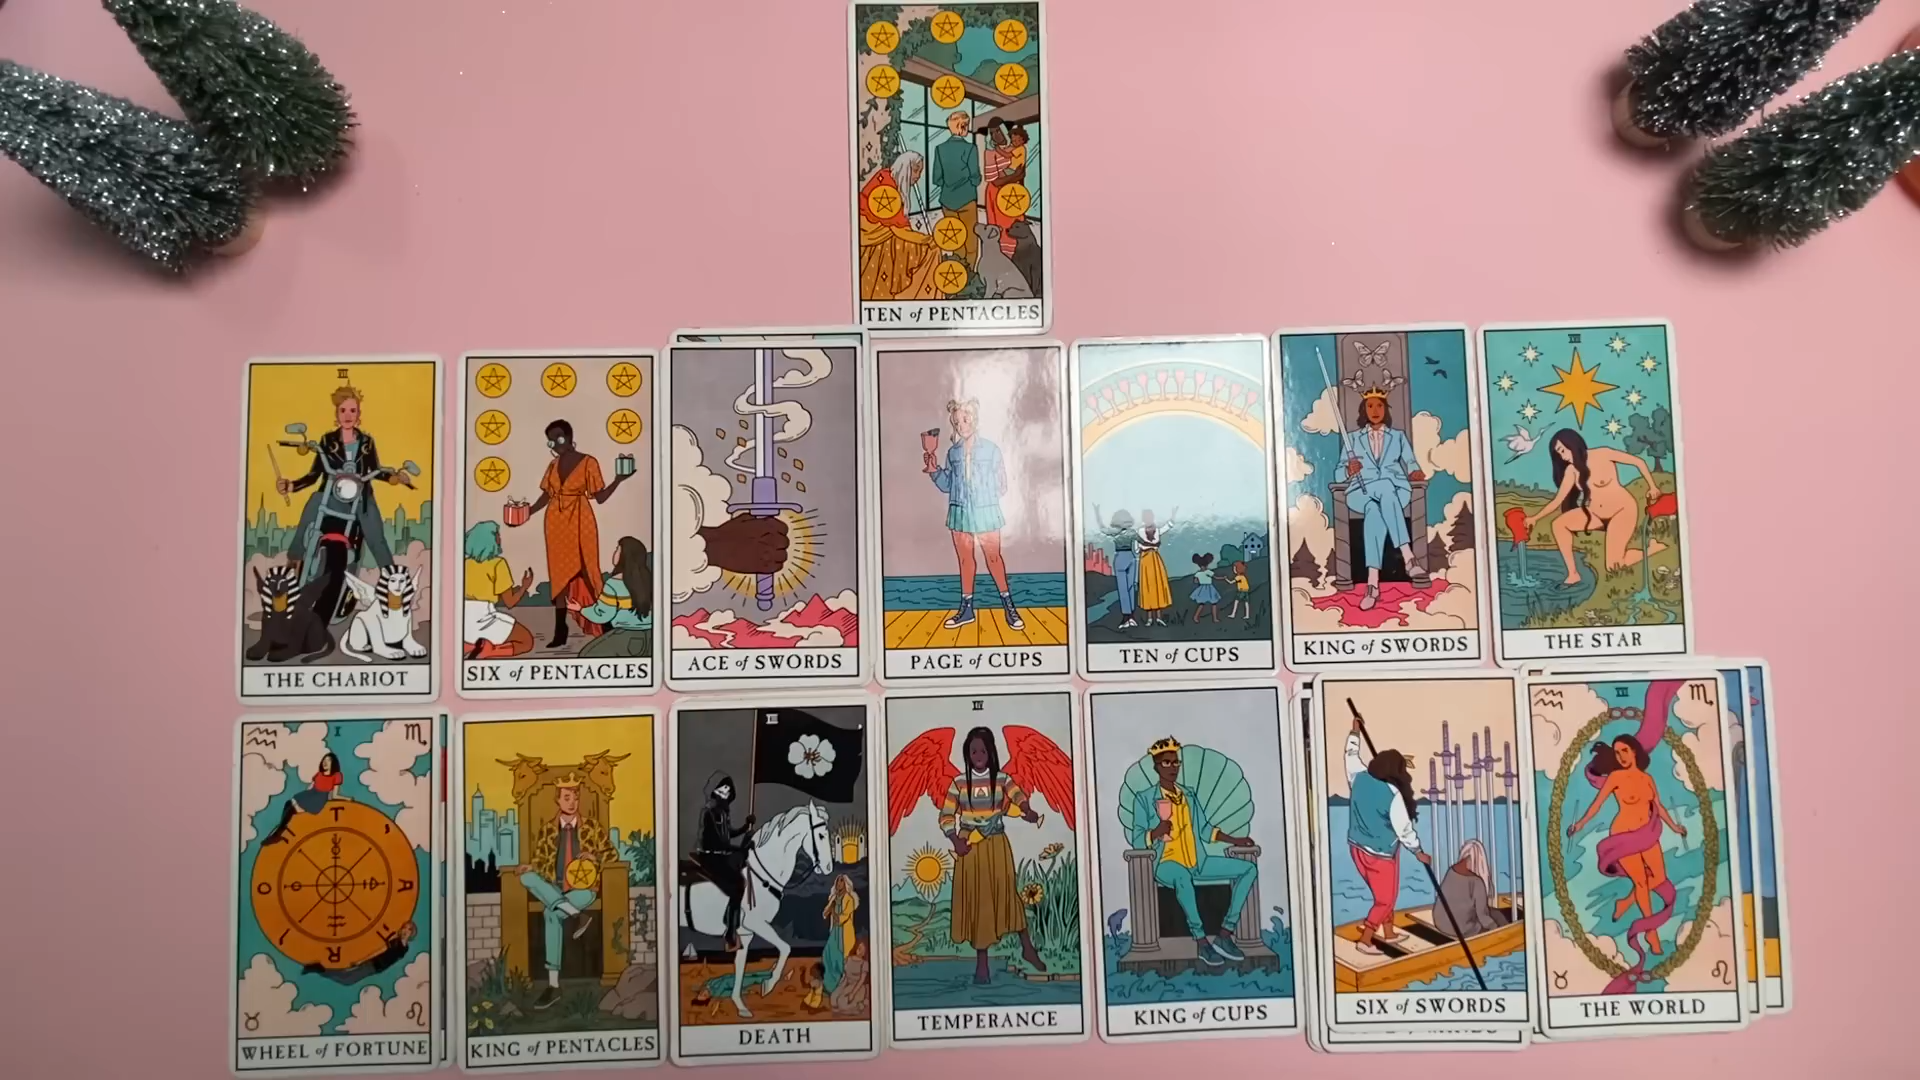 TEN of PENTACLES
THE CHARIOT
SIX of PENTACLES
ACE of SWORDS
PAGE of CUPS
TEN of CUPS
KING of SWORDS
THE STAR
WHEEL of FORTUNE
KING of PENTACLES
DEATH
TEMPERANCE
KING of CUPS
SIX of SWORDS
THE WORLD